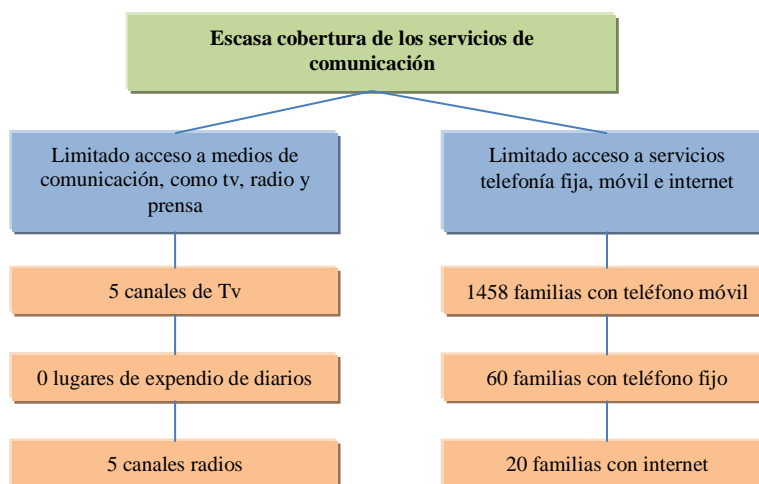 Escasa cobertura de los servicios de
comunicación
Limitado acceso a medios de
comunicación, como tv, radio y
prensa
5 canales de Tv
0 lugares de expendio de diarios
5 canales radios
Limitado acceso a servicios
telefonía fija, móvil e internet
1458 familias con teléfono móvil
60 familias con teléfono fijo
20 familias con internet